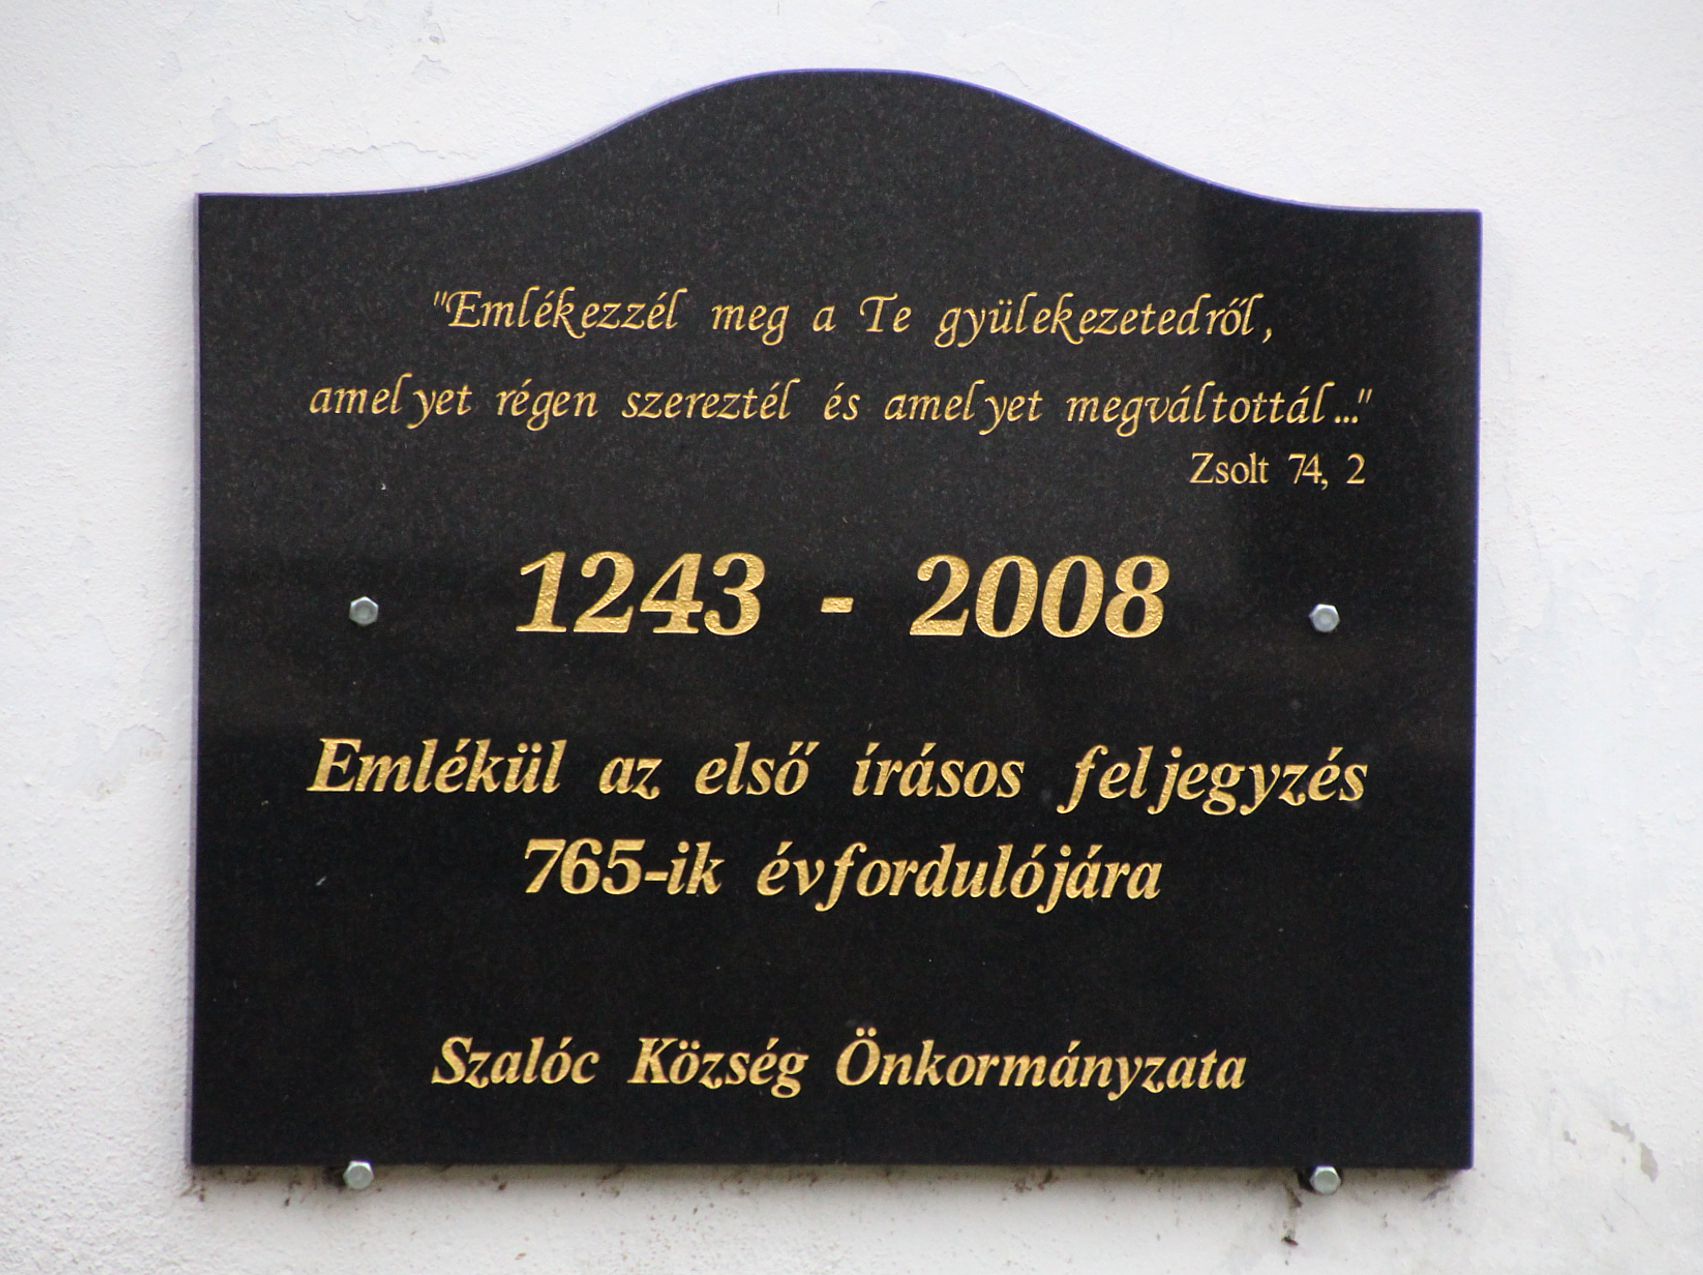 "Emlékezzél meg a Te gyülekezetedről,
amelyet régen szereztél és amelyet megváltottál..."
Zsolt 74, 2
1243 - 2008
Emlékül az első írásos feljegyzés
765-ik évfordulójára
Szalóc Község Önkormányzata